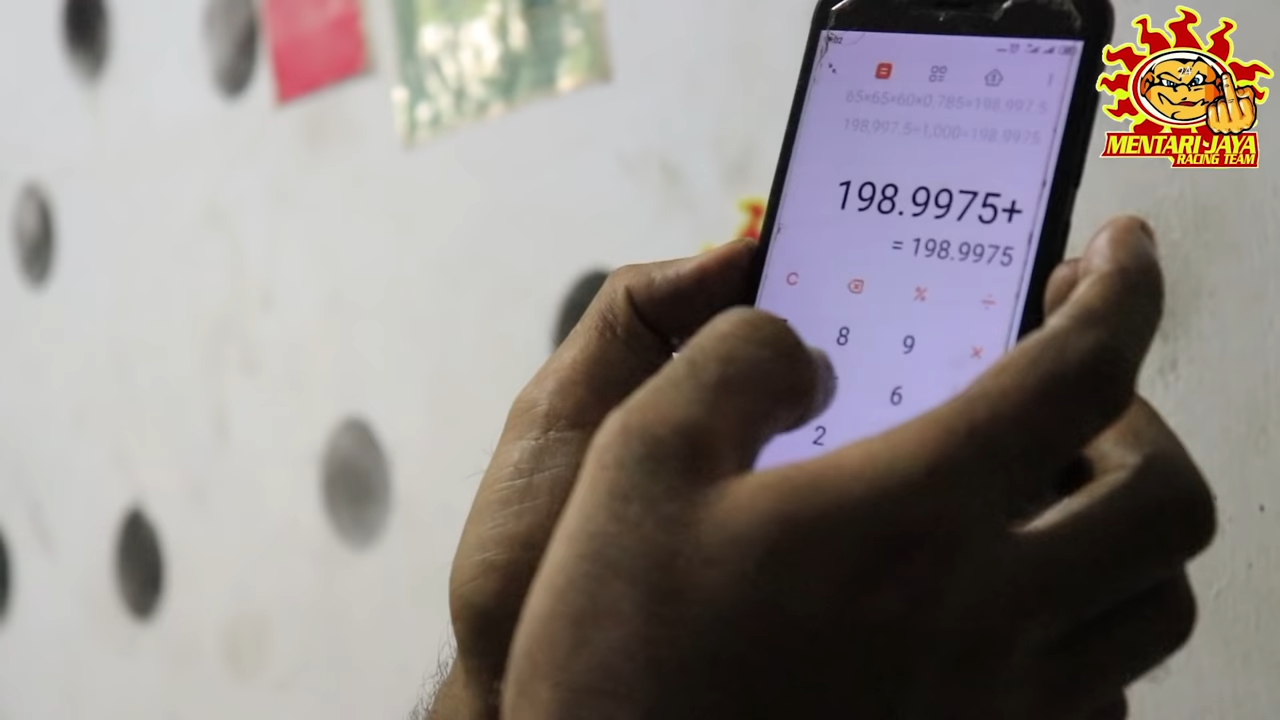 65×65×60×0.785=198,997.5
198,997.5÷1,000=198.9975
198.9975+
= 198.9975
C % ÷
8 9 ×
6
2
MENTARI-JAYA
RACING TEAM